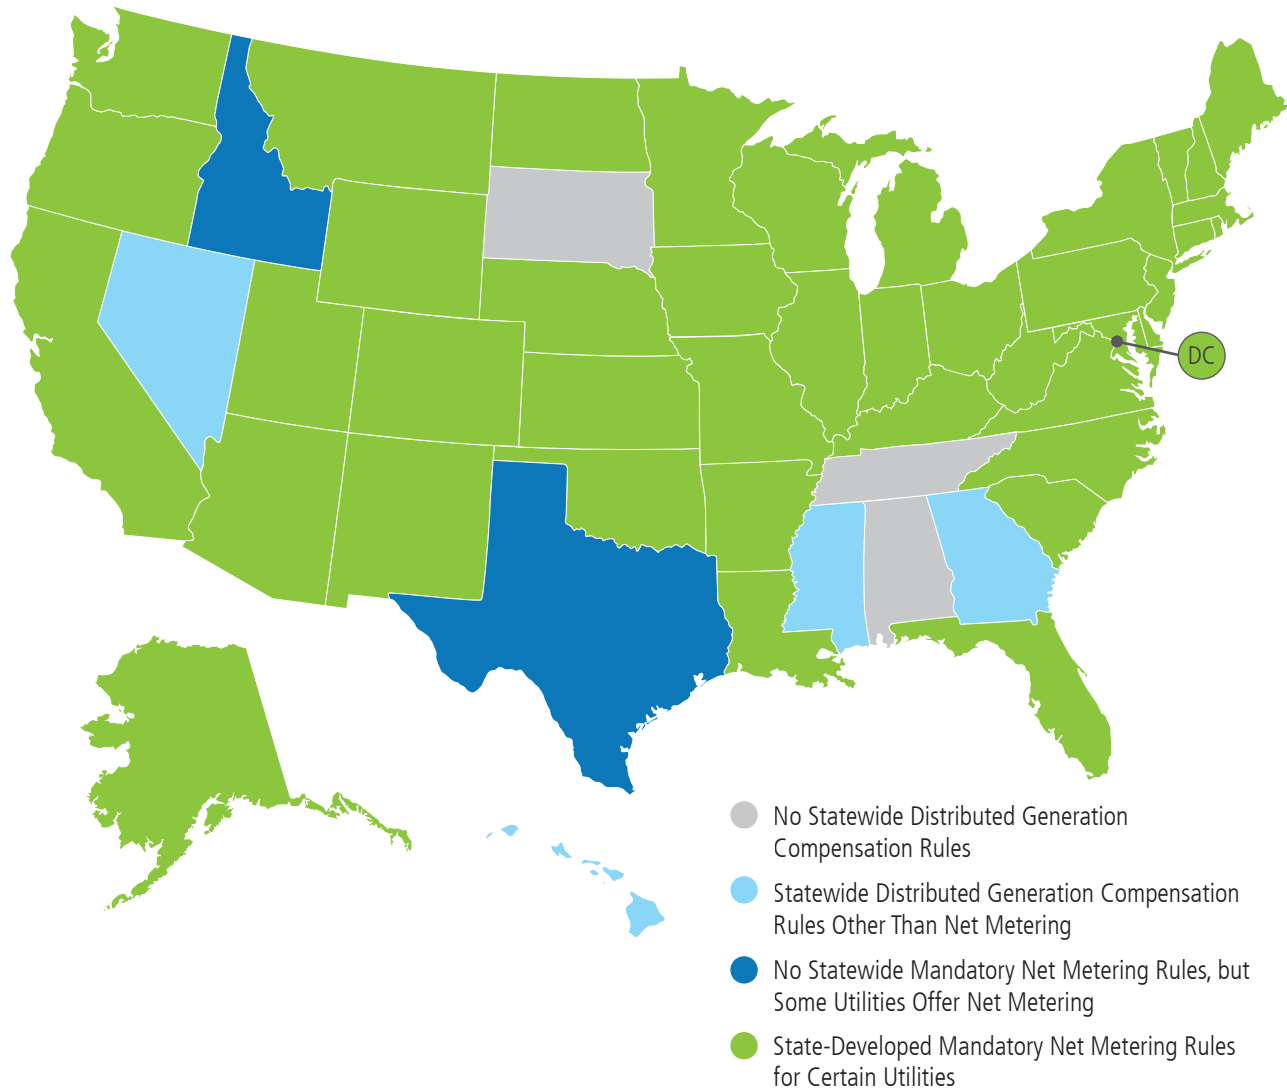 DC
No Statewide Distributed Generation
Compensation Rules
Statewide Distributed Generation Compensation
Rules Other Than Net Metering
No Statewide Mandatory Net Metering Rules, but
Some Utilities Offer Net Metering
State-Developed Mandatory Net Metering Rules
for Certain Utilities